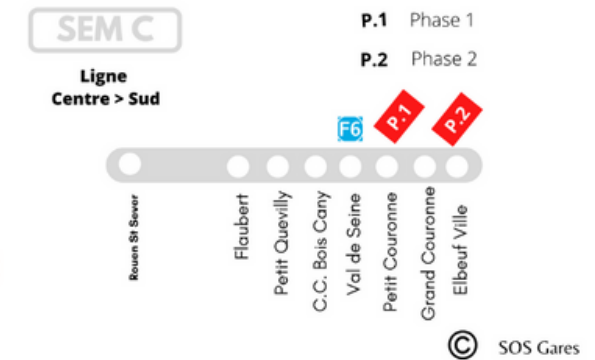 SEM C
P.1 Phase 1
P.2 Phase 2
Ligne
Centre > Sud
F6
P.1
P.2
Rouen St Sever
Flaubert
Petit Quevilly
C.C. Bois Cany
Val de Seine
Petit Couronne
Grand Couronne
Elbeuf Ville
© SOS Gares